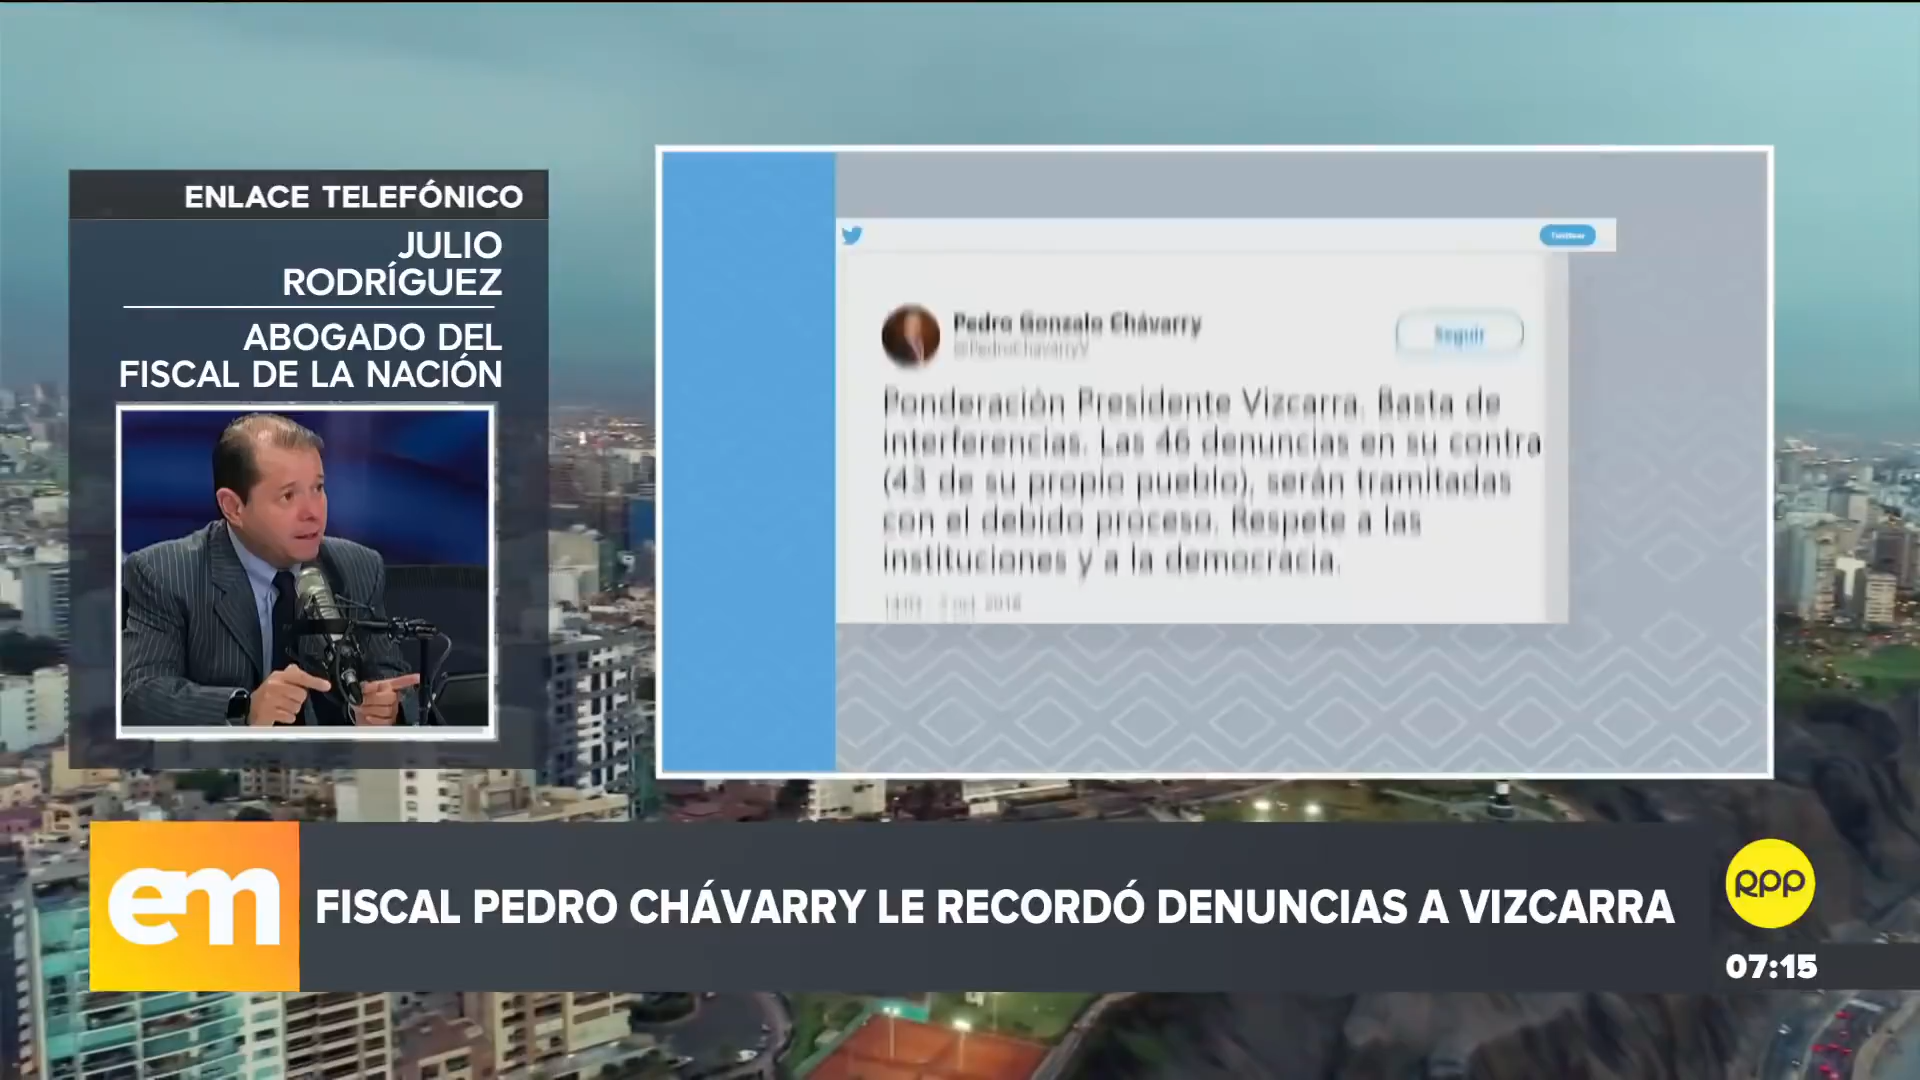 ENLACE TELEFÓNICO
JULIO
RODRÍGUEZ
ABOGADO DEL
FISCAL DE LA NACIÓN
Pedro Gonzalo Chávarry
Seguir
Ponderación Presidente Vizcarra. Basta de
interferencias. Las 46 denuncias en su contra
(43 de su propio pueblo), serán tramitadas
con el debido proceso. Respete a las
instituciones y a la democracia.
em
FISCAL PEDRO CHÁVARRY LE RECORDÓ DENUNCIAS A VIZCARRA
RPP
07:15